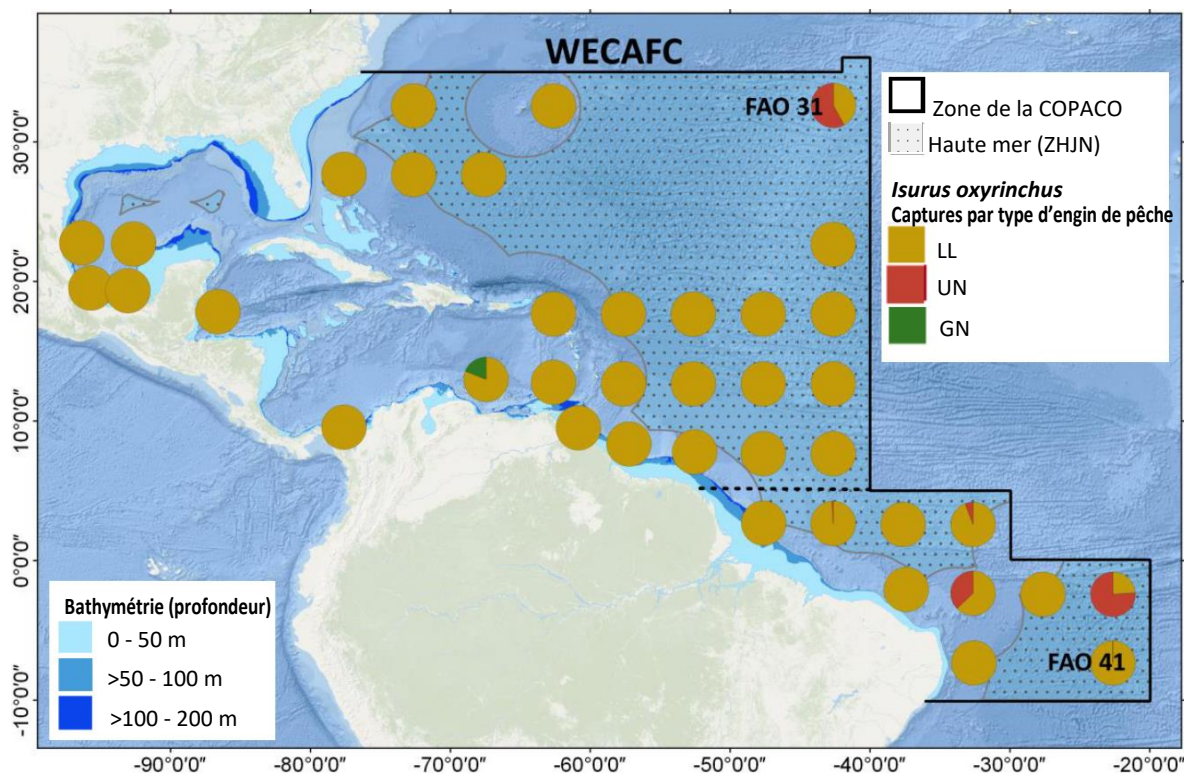 WECAFC
FAO 31
Zone de la COPACO
Haute mer (ZHJN)
Isurus oxyrinchus
Captures par type d'engin de pêche
LL
UN
GN
30°0'0"
20°0'0"
10°0'0"
0°0'0"
-10°0'0"
FAO 41
Bathymétrie (profondeur)
0 - 50 m
>50 - 100 m
>100 - 200 m
-90°0'0"
-80°0'0"
-70°0'0"
-60°0'0"
-50°0'0"
-40°0'0"
-30°0'0"
-20°0'0"